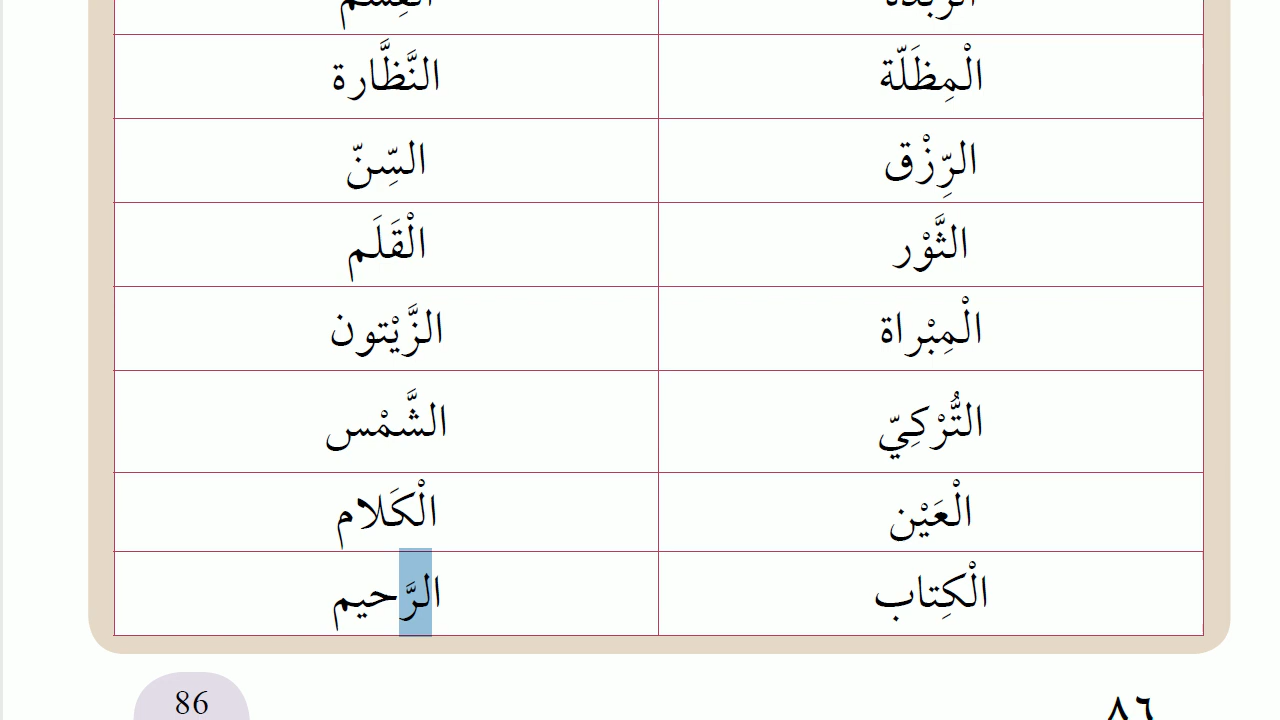 الْمِظَلّة النَّظَّارة
الرِّزْق السِّنّ
الثَّوْر الْقَلَم
الْمِبْراة الزَّيْتون
التُّرْكِيّ الشَّمْس
الْعَيْن الْكَلام
الْكِتاب الرَّحيم
٨٦ 86